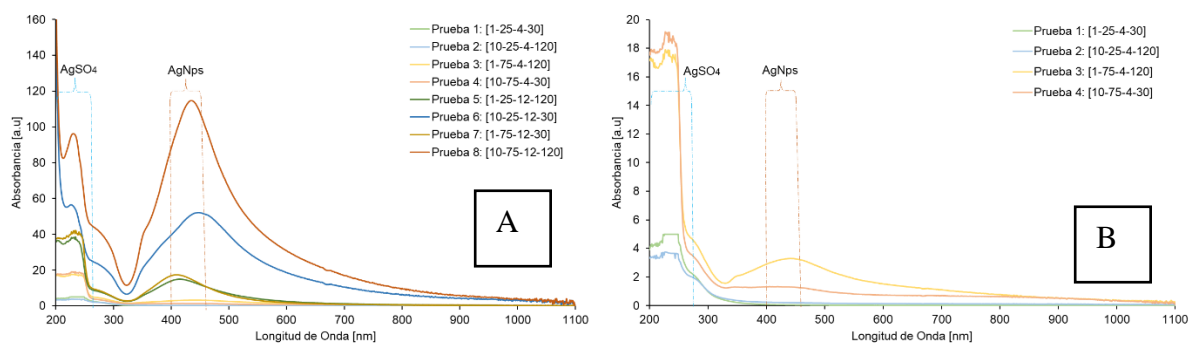 160
140
120
100
80
60
40
20
0
Absorbancia [a.u]
AgSO4
AgNps
Prueba 1: [1-25-4-30]
Prueba 2: [10-25-4-120]
Prueba 3: [1-75-4-120]
Prueba 4: [10-75-4-30]
Prueba 5: [1-25-12-120]
Prueba 6: [10-25-12-30]
Prueba 7: [1-75-12-30]
Prueba 8: [10-75-12-120]
A
200 300 400 500 600 700 800 900 1000 1100
Longitud de Onda [nm]
20
18
16
14
12
10
8
6
4
2
0
Absorbancia [a.u]
AgSO4
AgNps
Prueba 1: [1-25-4-30]
Prueba 2: [10-25-4-120]
Prueba 3: [1-75-4-120]
Prueba 4: [10-75-4-30]
B
200 300 400 500 600 700 800 900 1000 1100
Longitud de Onda [nm]